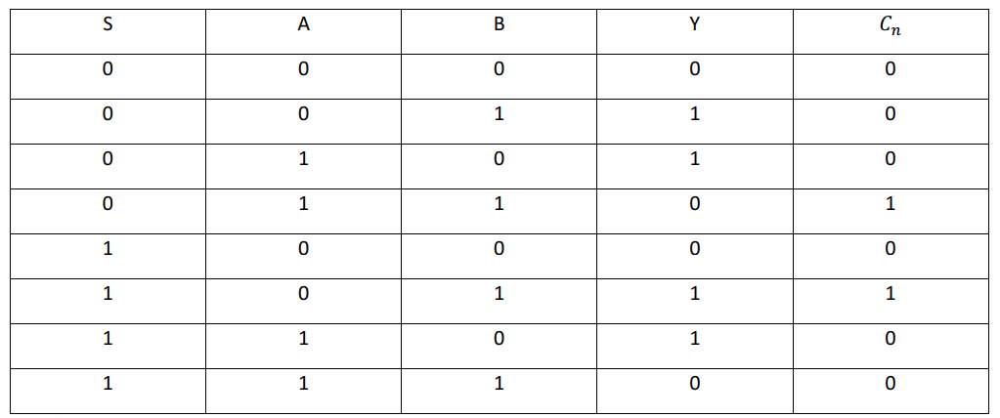 S A B Y Cₙ
0 0 0 0 0
0 0 1 1 0
0 1 0 1 0
0 1 1 0 1
1 0 0 0 0
1 0 1 1 1
1 1 0 1 0
1 1 1 0 0